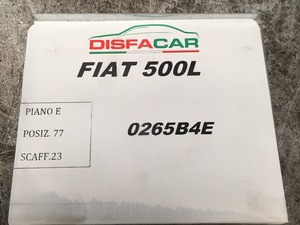 DISFACAR
FIAT 500L
PIANO E
POSIZ. 77
SCAFF.23
0265B4E